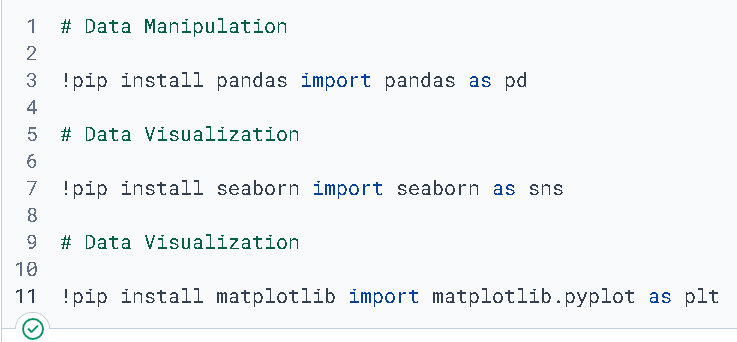 1 # Data Manipulation
2
3 !pip install pandas import pandas as pd
4
5 # Data Visualization
6
7 !pip install seaborn import seaborn as sns
8
9 # Data Visualization
10
11 !pip install matplotlib import matplotlib.pyplot as plt